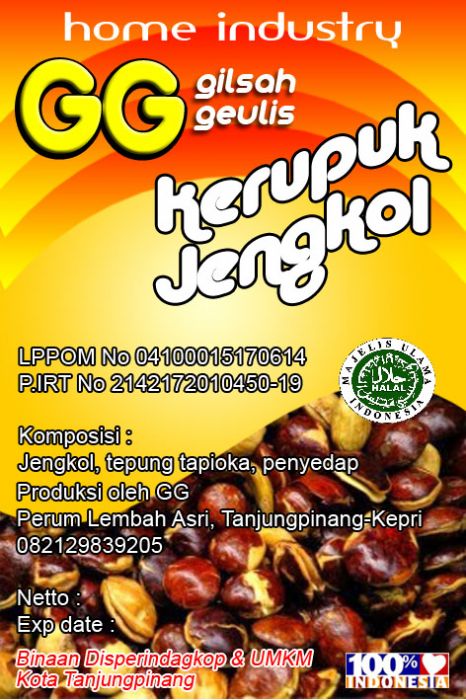 home industry
GG gilsah
geulis
Kerupuk
Jengkol
LPPOM No 04100015170614
P.IRT No 2142172010450-19
MAJELIS ULAMA
حلال
HALAL
INDONESIA
Komposisi :
Jengkol, tepung tapioka, penyedap
Produksi oleh GG
Perum Lembah Asri, Tanjungpinang-Kepri
082129839205
Netto :
Exp date :
Binaan Disperindagkop & UMKM
Kota Tanjungpinang
100%
INDONESIA